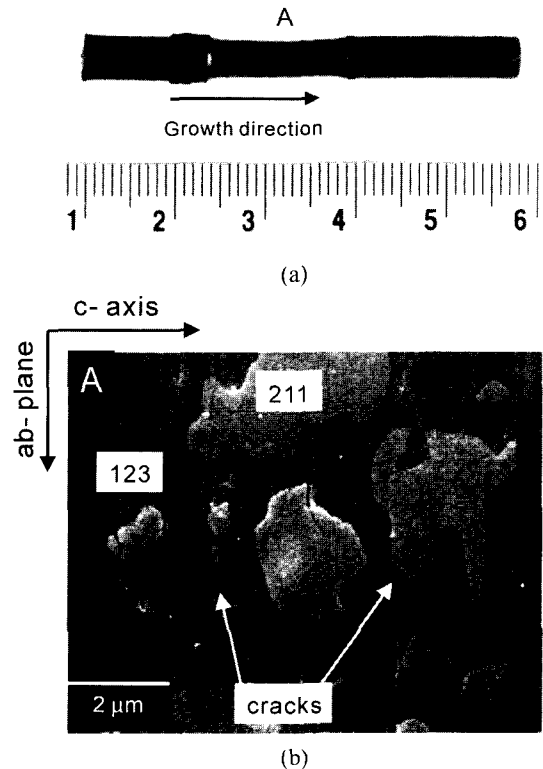 A
Growth direction
1 2 3 4 5 6
(a)
c- axis
ab- plane
A
211
123
cracks
2 μm
(b)